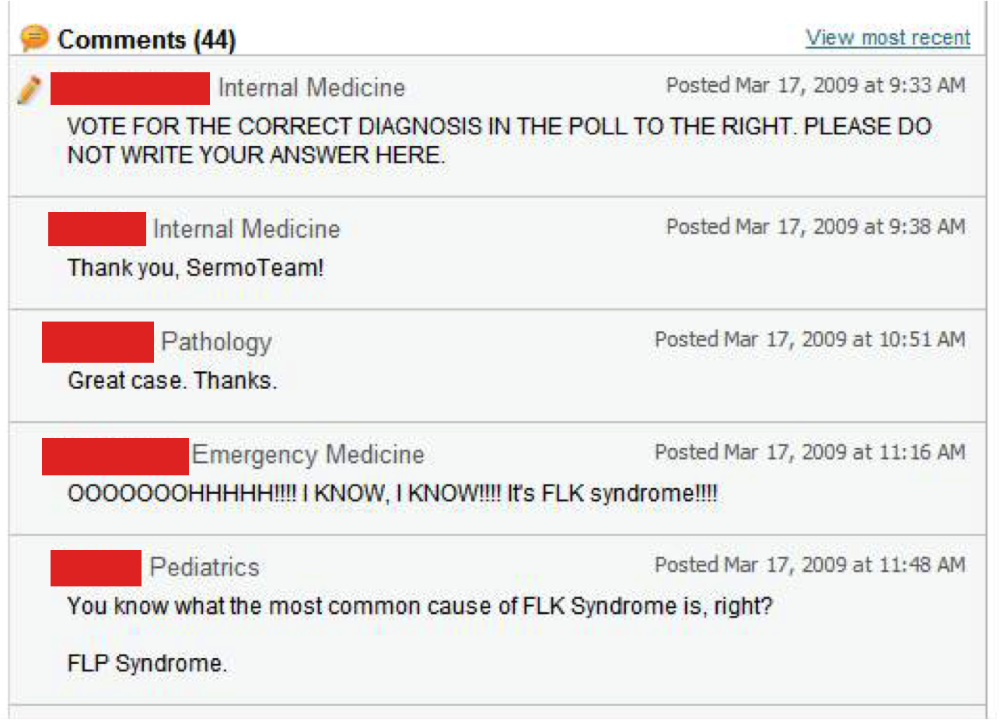 Comments (44)
View most recent
Internal Medicine
Posted Mar 17, 2009 at 9:33 AM
VOTE FOR THE CORRECT DIAGNOSIS IN THE POLL TO THE RIGHT. PLEASE DO
NOT WRITE YOUR ANSWER HERE.
Internal Medicine
Posted Mar 17, 2009 at 9:38 AM
Thank you, SermoTeam!
Pathology
Posted Mar 17, 2009 at 10:51 AM
Great case. Thanks.
Emergency Medicine
Posted Mar 17, 2009 at 11:16 AM
OOOOOOOHHHHH!!!! I KNOW, I KNOW!!!! It's FLK syndrome!!!!
Pediatrics
Posted Mar 17, 2009 at 11:48 AM
You know what the most common cause of FLK Syndrome is, right?
FLP Syndrome.